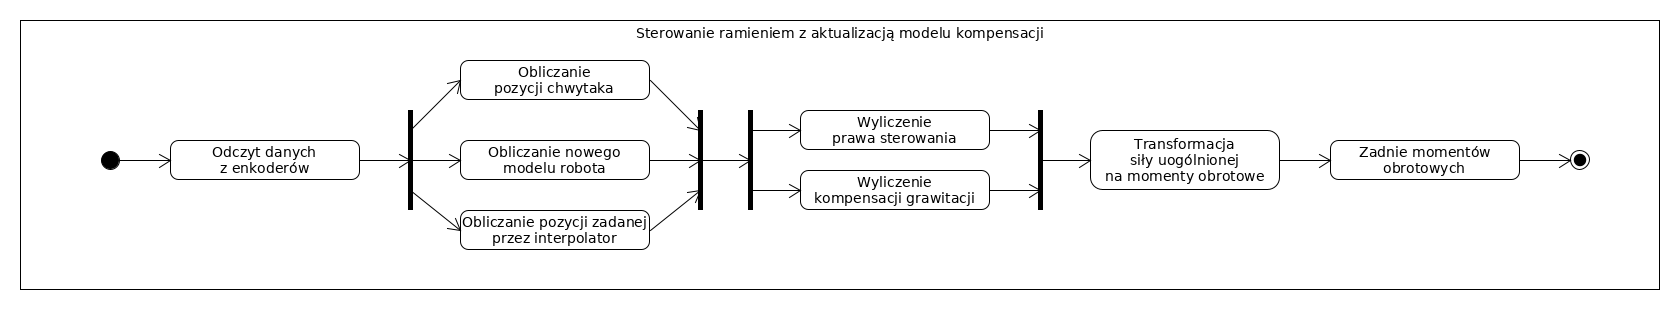 Sterowanie ramieniem z aktualizacją modelu kompensacji
Odczyt danych
z enkoderów
Obliczanie
pozycji chwytaka
Obliczanie nowego
modelu robota
Obliczanie pozycji zadanej
przez interpolator
Wyliczenie
prawa sterowania
Wyliczenie
kompensacji grawitacji
Transformacja
siły uogólnionej
na momenty obrotowe
Zadnie momentów
obrotowych